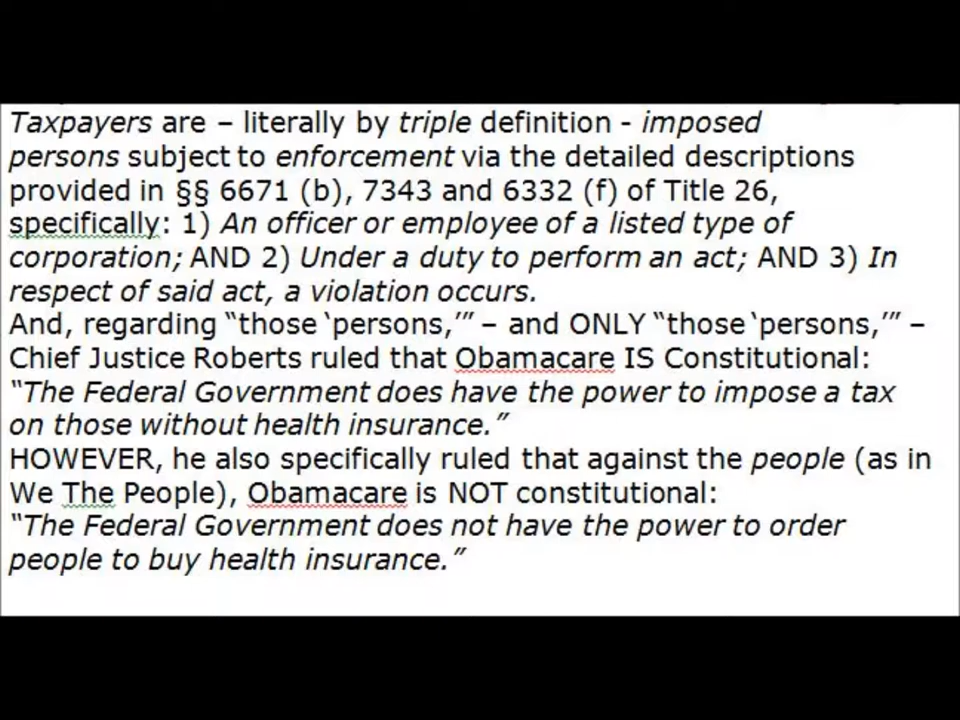 Taxpayers are – literally by triple definition - imposed
persons subject to enforcement via the detailed descriptions
provided in §§ 6671 (b), 7343 and 6332 (f) of Title 26,
specifically: 1) An officer or employee of a listed type of
corporation; AND 2) Under a duty to perform an act; AND 3) In
respect of said act, a violation occurs.
And, regarding “those ‘persons,’” – and ONLY “those ‘persons,’” –
Chief Justice Roberts ruled that Obamacare IS Constitutional:
“The Federal Government does have the power to impose a tax
on those without health insurance.”
HOWEVER, he also specifically ruled that against the people (as in
We The People), Obamacare is NOT constitutional:
“The Federal Government does not have the power to order
people to buy health insurance.”